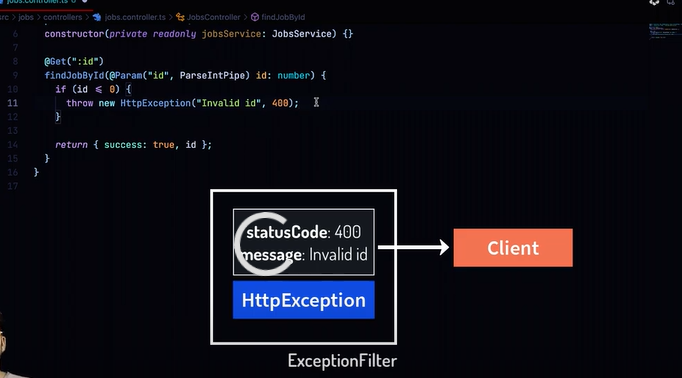 jobs.controller.ts
src > jobs > controllers > jobs.controller.ts > JobsController > findJobById
6 constructor(private readonly jobsService: JobsService) {}
7
8 @Get(":id")
9 findJobById(@Param("id", ParseIntPipe) id: number) {
10 if (id <= 0) {
11 throw new HttpException("Invalid id", 400);
12 }
13
14 return { success: true, id };
15 }
16 }
17
statusCode: 400
message: Invalid id
HttpException
Client
ExceptionFilter